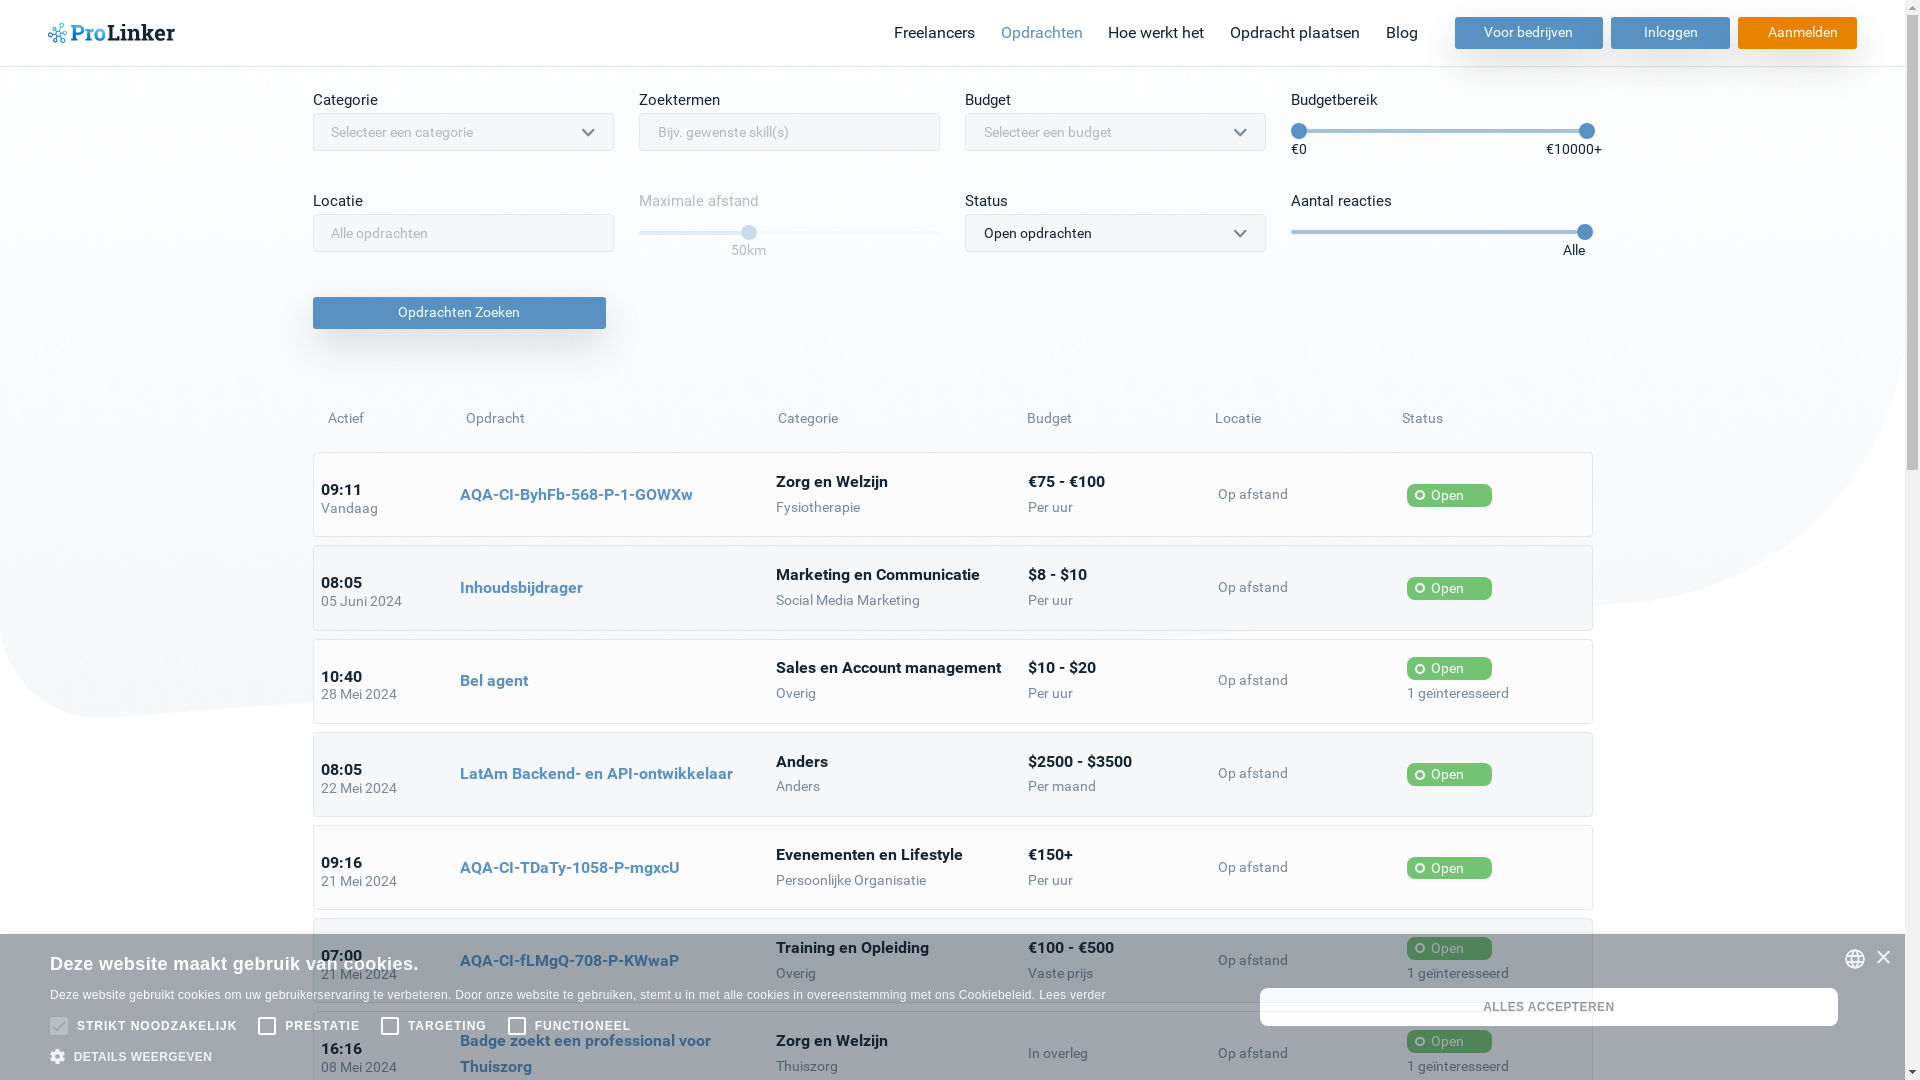 ProLinker
Freelancers Opdrachten Hoe werkt het Opdracht plaatsen Blog Voor bedrijven Inloggen Aanmelden
Categorie Zoektermen Budget Budgetbereik
Selecteer een categorie Bijv. gewenste skill(s) Selecteer een budget
€0 €10000+
Locatie Maximale afstand Status Aantal reacties
Alle opdrachten Open opdrachten
50km Alle
Opdrachten Zoeken
Actief Opdracht Categorie Budget Locatie Status
09:11 Vandaag
AQA-CI-ByhFb-568-P-1-GOWXw
Zorg en Welzijn
Fysiotherapie
€75 - €100
Per uur
Op afstand
Open
08:05
05 Juni 2024
Inhoudsbijdrager
Marketing en Communicatie
Social Media Marketing
$8 - $10
Per uur
Op afstand
Open
10:40
28 Mei 2024
Bel agent
Sales en Account management
Overig
$10 - $20
Per uur
Op afstand
Open
1 geïnteresseerd
08:05
22 Mei 2024
LatAm Backend- en API-ontwikkelaar
Anders
Anders
$2500 - $3500
Per maand
Op afstand
Open
09:16
21 Mei 2024
AQA-CI-TDaTy-1058-P-mgxcU
Evenementen en Lifestyle
Persoonlijke Organisatie
€150+
Per uur
Op afstand
Open
07:00
21 Mei 2024
AQA-CI-fLMgQ-708-P-KWwaP
Training en Opleiding
Overig
€100 - €500
Vaste prijs
Op afstand
Open
1 geïnteresseerd
16:16
08 Mei 2024
Badge zoekt een professional voor
Thuiszorg
Zorg en Welzijn
Thuiszorg
In overleg
Op afstand
Open
1 geïnteresseerd
Deze website maakt gebruik van cookies.
Deze website gebruikt cookies om uw gebruikerservaring te verbeteren. Door onze website te gebruiken, stemt u in met alle cookies in overeenstemming met ons Cookiebeleid. Lees verder
STRIKT NOODZAKELIJK PRESTATIE TARGETING FUNCTIONEEL
DETAILS WEERGEVEN
ALLES ACCEPTEREN